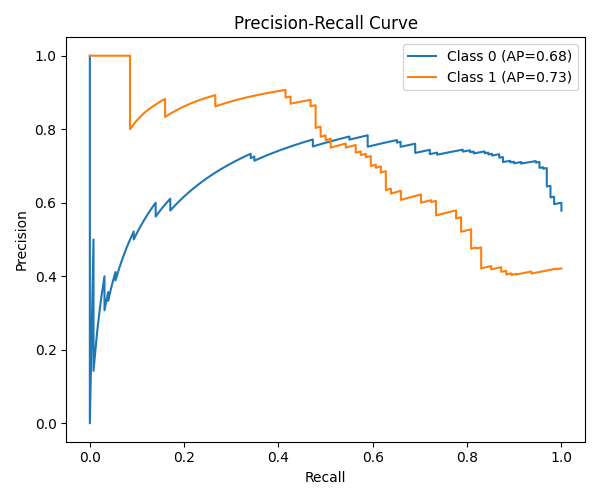 Precision-Recall Curve
Class 0 (AP=0.68)
Class 1 (AP=0.73)
Precision
1.0
0.8
0.6
0.4
0.2
0.0
0.0 0.2 0.4 0.6 0.8 1.0
Recall